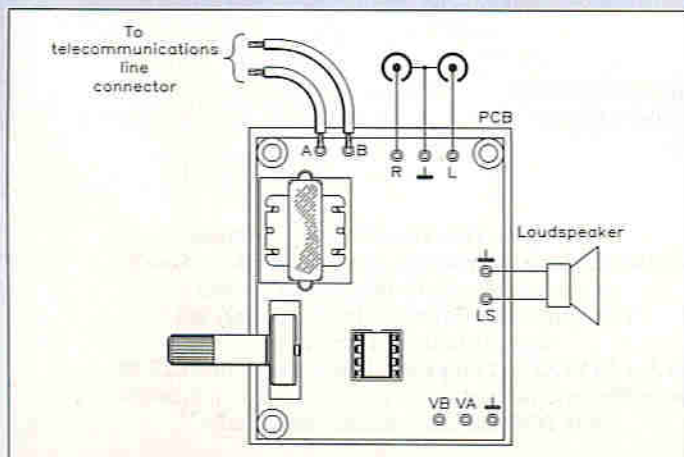 To
telecommunications
line
connector
PCB
A B
R ⊥ L
Loudspeaker
⊥
LS
VB VA ⊥